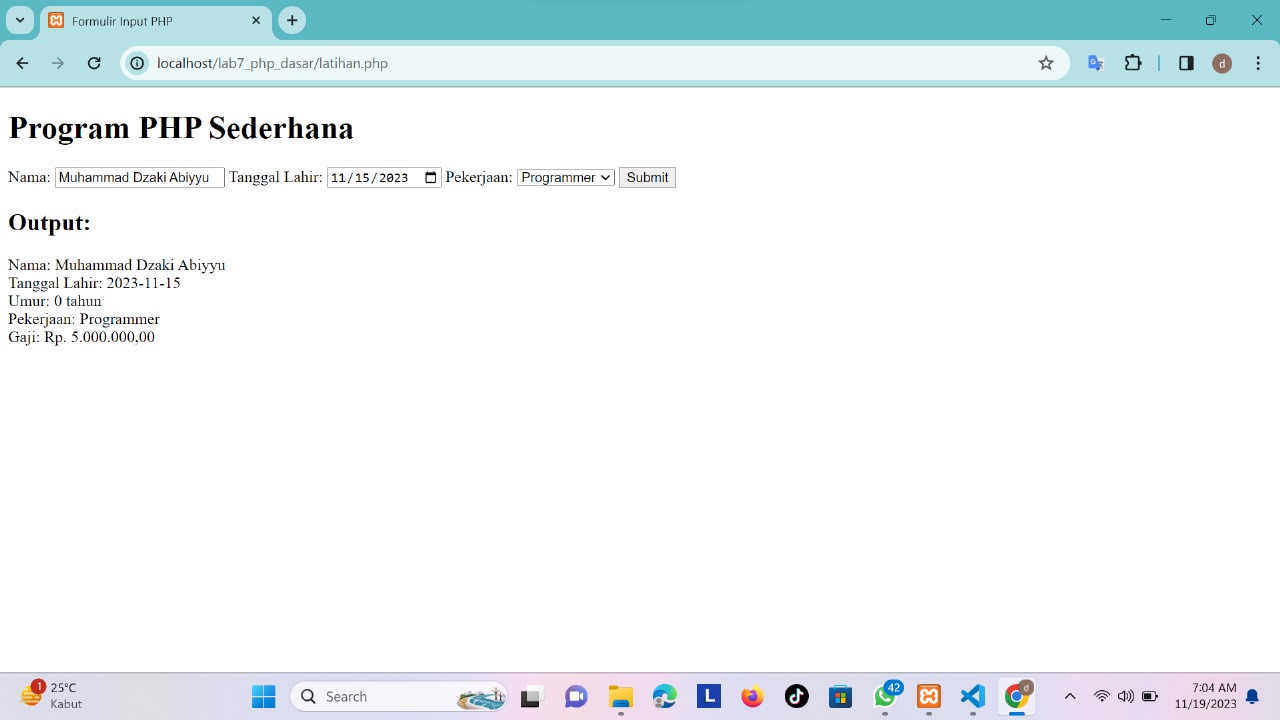 Formulir Input PHP
localhost/lab7_php_dasar/latihan.php
d
Program PHP Sederhana
Nama: Muhammad Dzaki Abiyyu Tanggal Lahir: 11/15/2023 Pekerjaan: Programmer Submit
Output:
Nama: Muhammad Dzaki Abiyyu
Tanggal Lahir: 2023-11-15
Umur: 0 tahun
Pekerjaan: Programmer
Gaji: Rp. 5.000.000,00
1
25°C
Kabut
Search
L
42
d
7:04 AM
11/19/2023